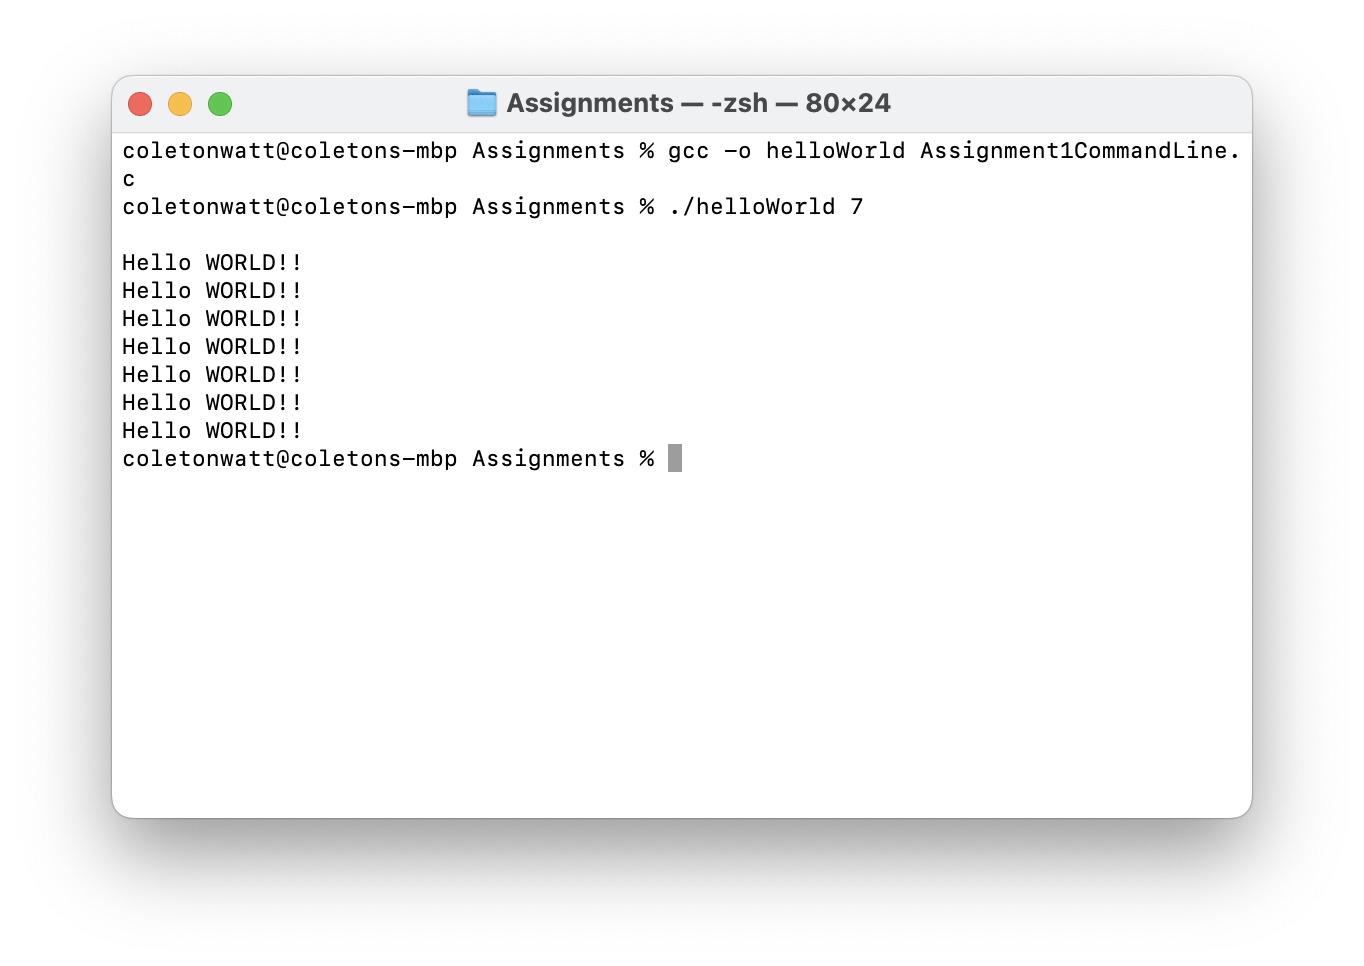 Assignments — -zsh — 80×24
coletonwatt@coletons-mbp Assignments % gcc -o helloWorld Assignment1CommandLine.
c
coletonwatt@coletons-mbp Assignments % ./helloWorld 7
Hello WORLD!!
Hello WORLD!!
Hello WORLD!!
Hello WORLD!!
Hello WORLD!!
Hello WORLD!!
Hello WORLD!!
coletonwatt@coletons-mbp Assignments %